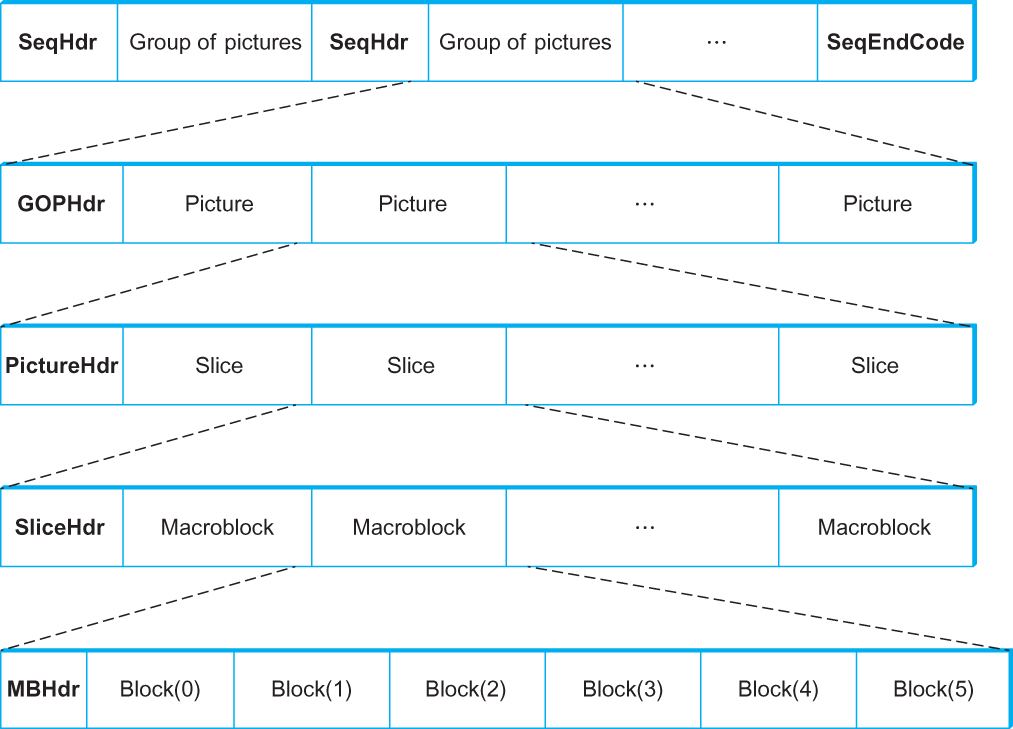 SeqHdr Group of pictures SeqHdr Group of pictures ... SeqEndCode
GOPHdr Picture Picture ... Picture
PictureHdr Slice Slice ... Slice
SliceHdr Macroblock Macroblock ... Macroblock
MBHdr Block(0) Block(1) Block(2) Block(3) Block(4) Block(5)